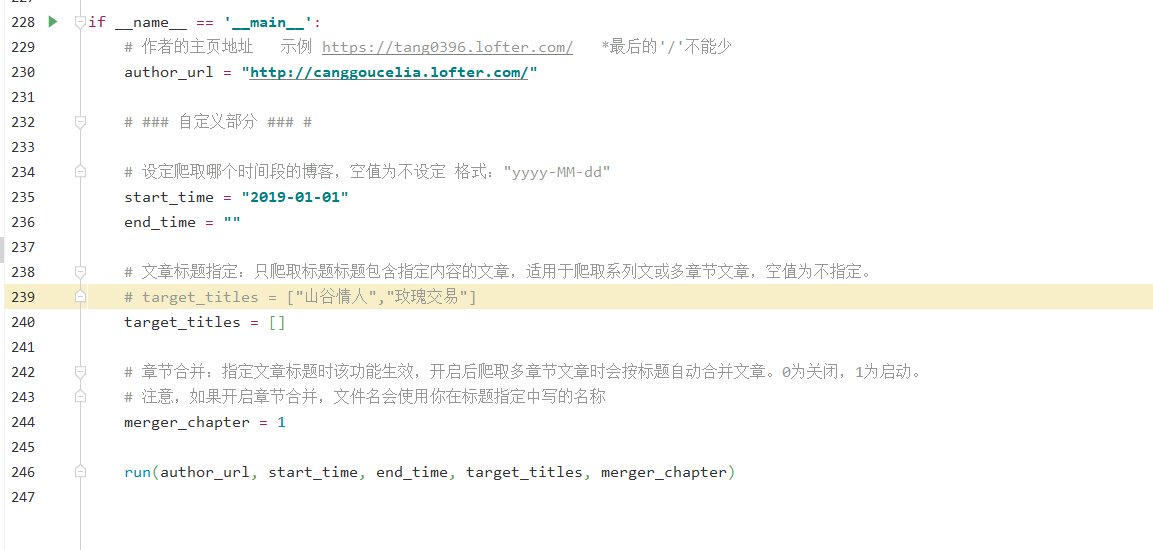 228 if __name__ == '__main__':
229 # 作者的主页地址 示例 https://tang0396.lofter.com/ *最后的'/'不能少
230 author_url = "http://canggoucelia.lofter.com/"
231
232 # ### 自定义部分 ### #
233
234 # 设定爬取哪个时间段的博客，空值为不设定 格式："yyyy-MM-dd"
235 start_time = "2019-01-01"
236 end_time = ""
237
238 # 文章标题指定：只爬取标题标题包含指定内容的文章，适用于爬取系列文或多章节文章，空值为不指定。
239 # target_titles = ["山谷情人","玫瑰交易"]
240 target_titles = []
241
242 # 章节合并：指定文章标题时该功能生效，开启后爬取多章节文章时会按标题自动合并文章。0为关闭，1为启动。
243 # 注意，如果开启章节合并，文件名会使用你在标题指定中写的名称
244 merger_chapter = 1
245
246 run(author_url, start_time, end_time, target_titles, merger_chapter)
247